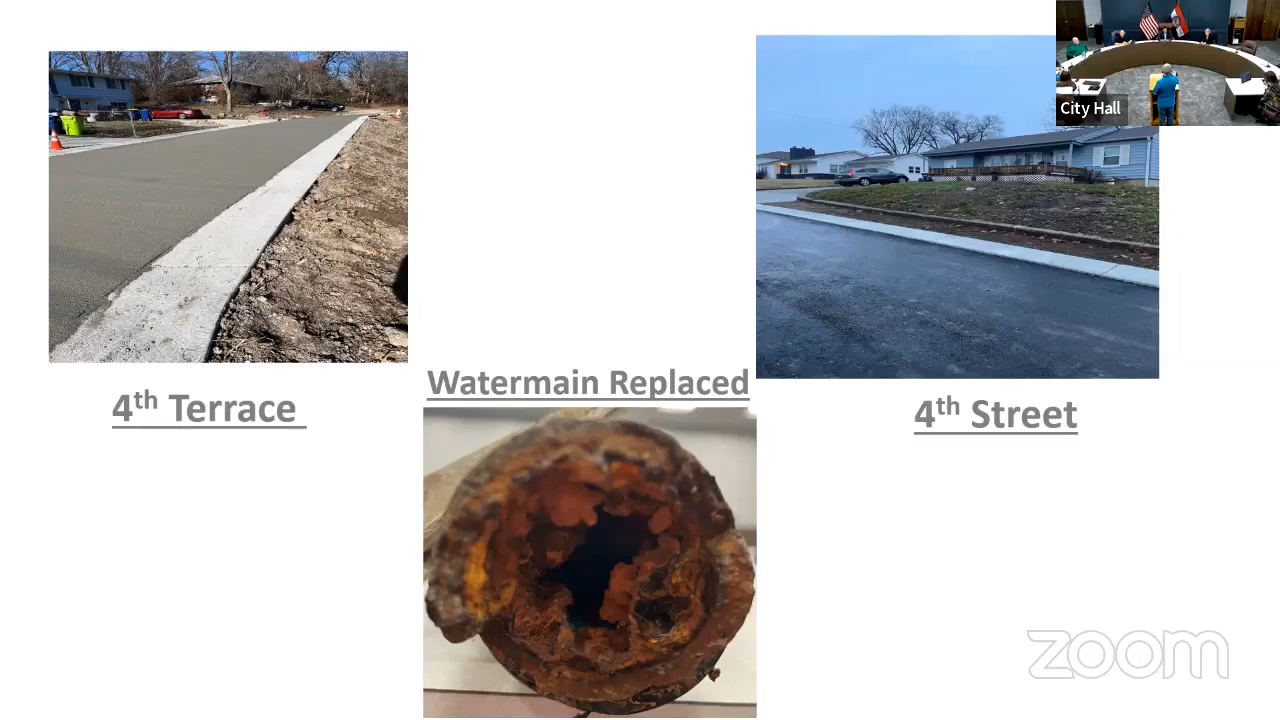 City Hall
4th Terrace
Watermain Replaced
4th Street
zoom